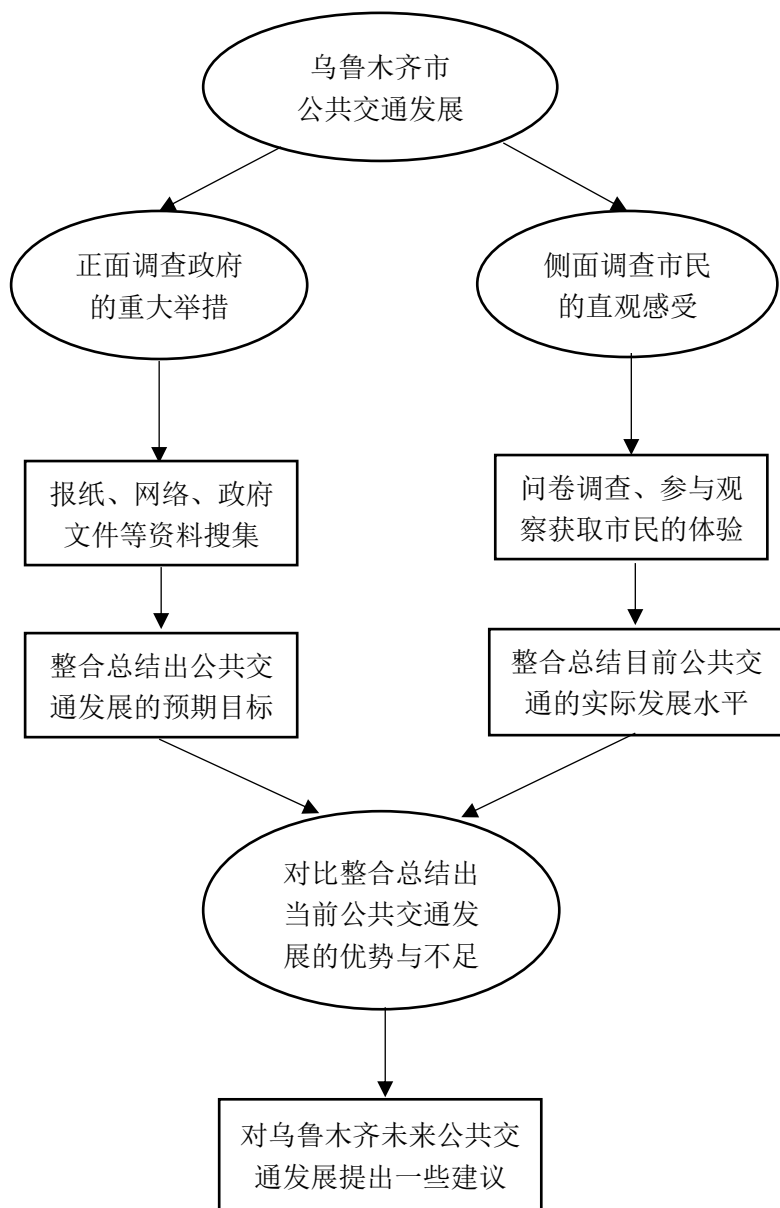 乌鲁木齐市
公共交通发展
正面调查政府
的重大举措
侧面调查市民
的直观感受
报纸、网络、政府
文件等资料搜集
问卷调查、参与观
察获取市民的体验
整合总结出公共交
通发展的预期目标
整合总结目前公共交
通的实际发展水平
对比整合总结出
当前公共交通发
展的优势与不足
对乌鲁木齐未来公共交
通发展提出一些建议